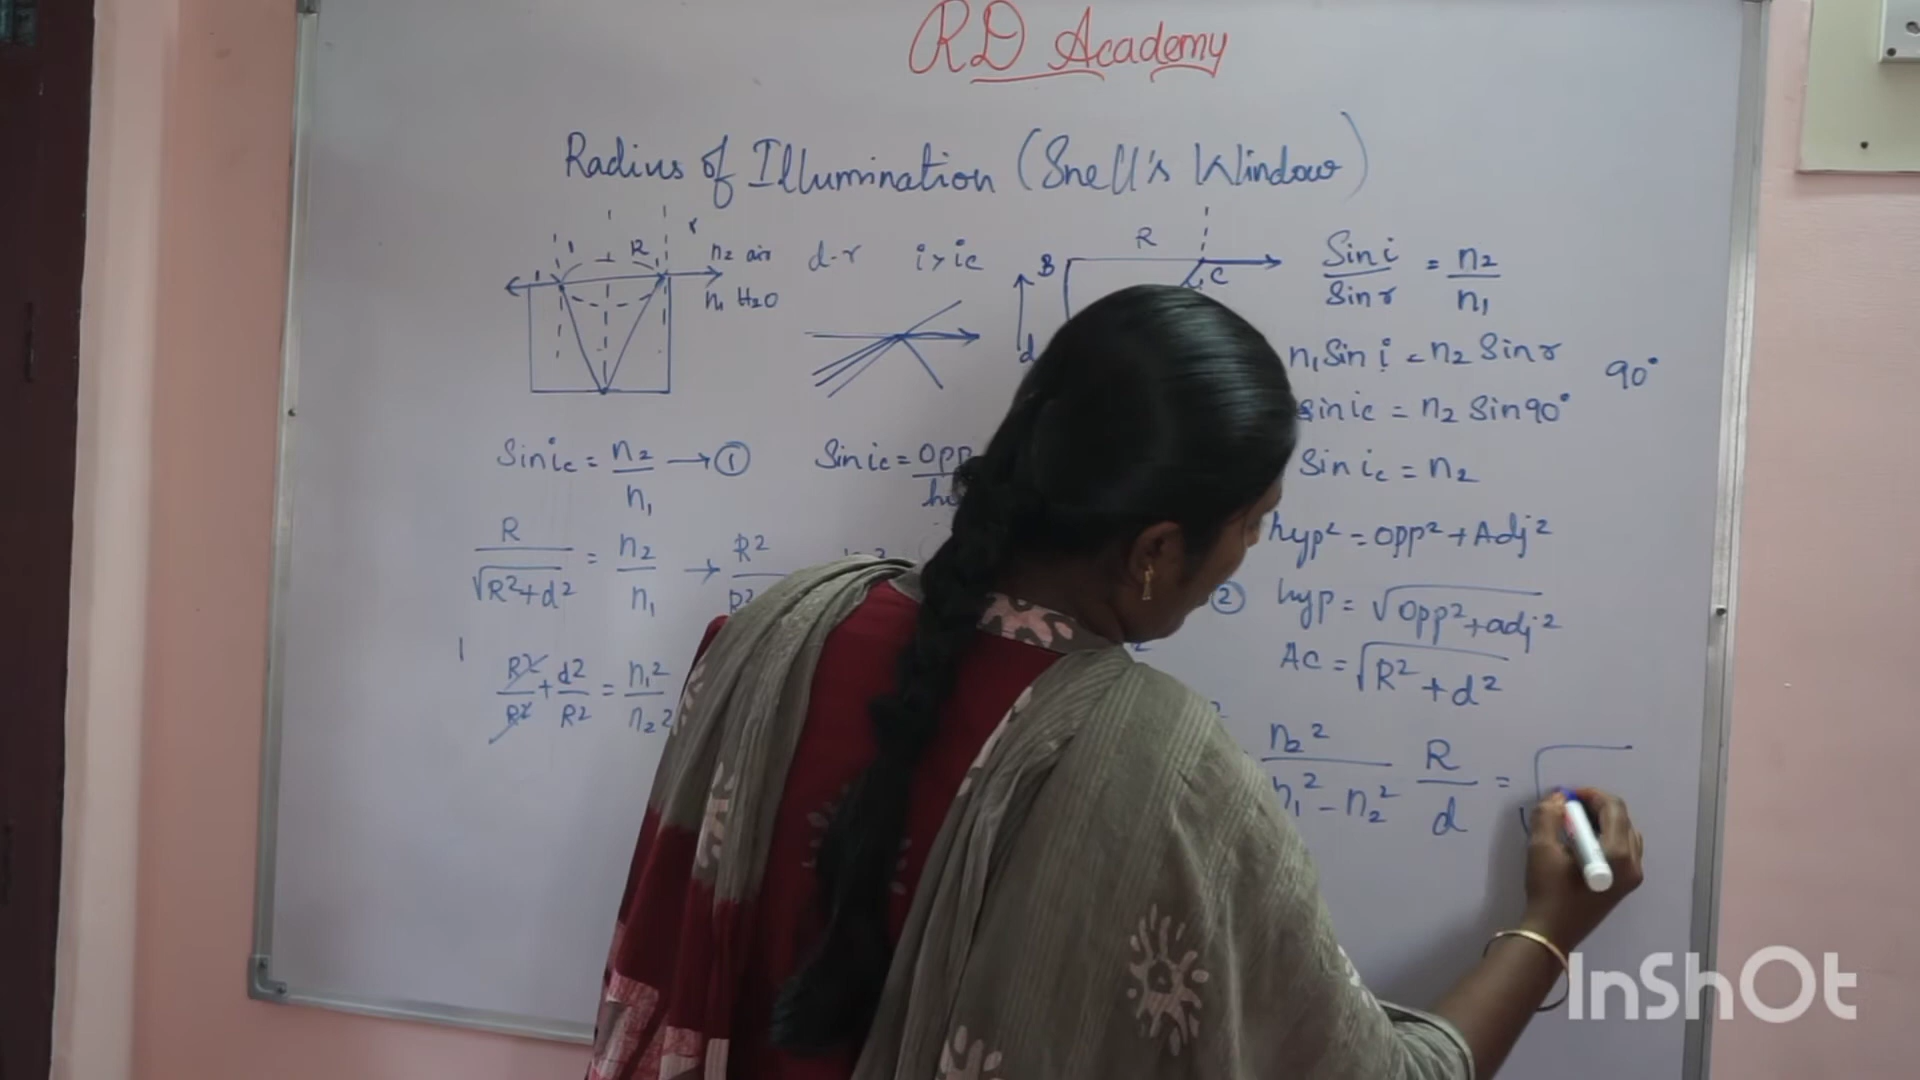 RD Academy
Radius of Illumination (Snell's Window)
R r n2 air d-r i > ic B R Sin i / Sin r = n2 / n1
n1 H2O d C
n1 Sin i = n2 Sin r 90°
sin ic = n2 Sin 90°
Sin ic = n2 / n1 → ① Sin ic = Opp Sin ic = n2
R / √R²+d² = n2 / n1 → R² hyp² = opp² + Adj²
② hyp = √Opp²+adj²
R² / R² + d² / R² = n1² / n2² AC = √R² + d²
n2² / n1² - n2² R / d = √
InShOt